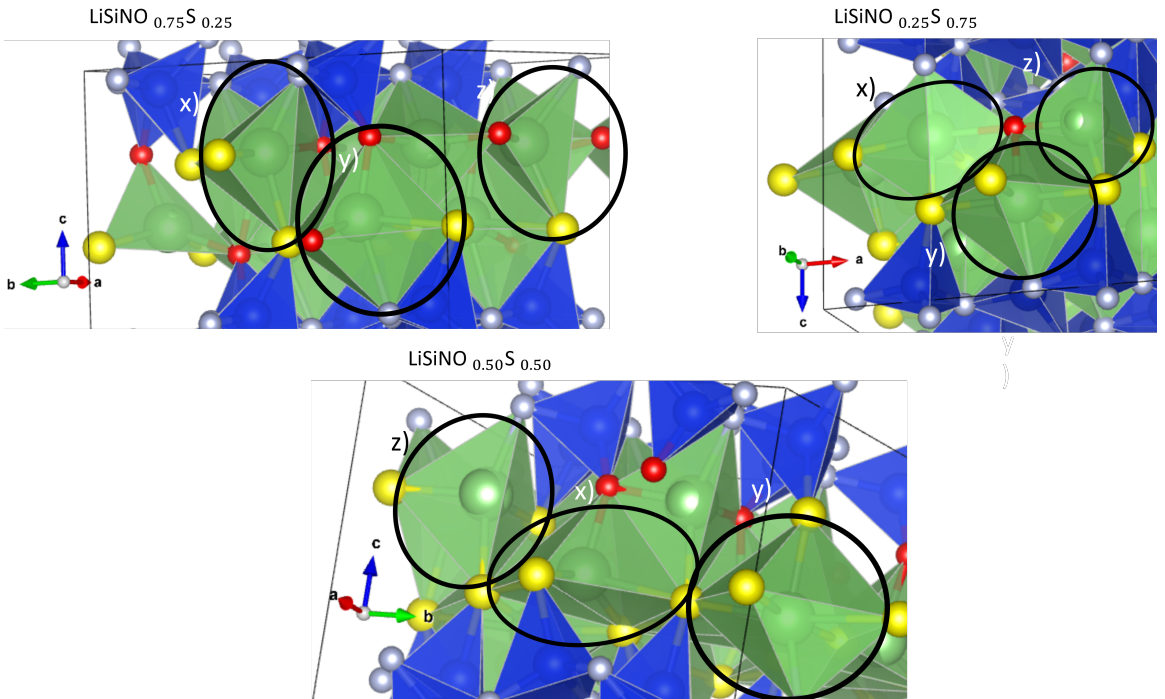 LiSiNO 0.75S 0.25
LiSiNO 0.25S 0.75
x)
z)
y)
c
b
a
x)
z)
y)
b
a
c
y
)
LiSiNO 0.50S 0.50
z)
x)
y)
c
a
b